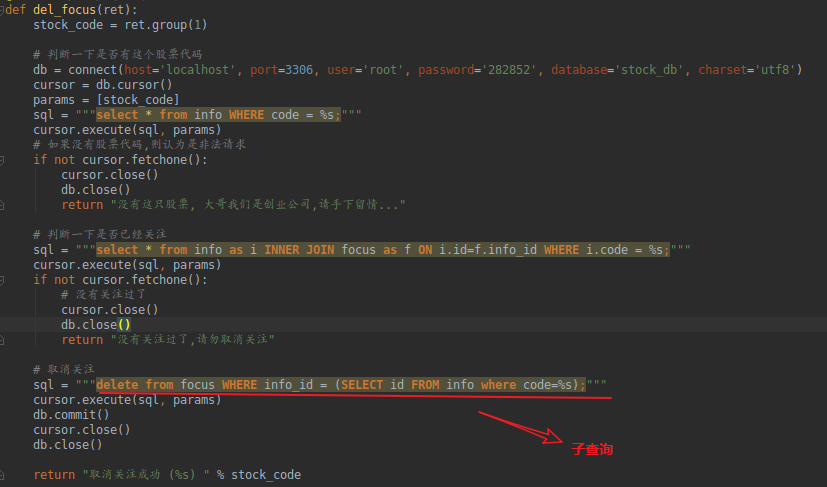 def del_focus(ret):
    stock_code = ret.group(1)
    # 判断一下是否有这个股票代码
    db = connect(host='localhost', port=3306, user='root', password='282852', database='stock_db', charset='utf8')
    cursor = db.cursor()
    params = [stock_code]
    sql = """select * from info WHERE code = %s;"""
    cursor.execute(sql, params)
    # 如果没有股票代码,则认为是非法请求
    if not cursor.fetchone():
        cursor.close()
        db.close()
        return "没有这只股票, 大哥我们是创业公司,请手下留情..."
    # 判断一下是否已经关注
    sql = """select * from info as i INNER JOIN focus as f ON i.id=f.info_id WHERE i.code = %s;"""
    cursor.execute(sql, params)
    if not cursor.fetchone():
        # 没有关注过了
        cursor.close()
        db.close()
        return "没有关注过了,请勿取消关注"
    # 取消关注
    sql = """delete from focus WHERE info_id = (SELECT id FROM info where code=%s);"""
    cursor.execute(sql, params)
    db.commit()
    cursor.close()
    db.close()
子查询
    return "取消关注成功 (%s) " % stock_code